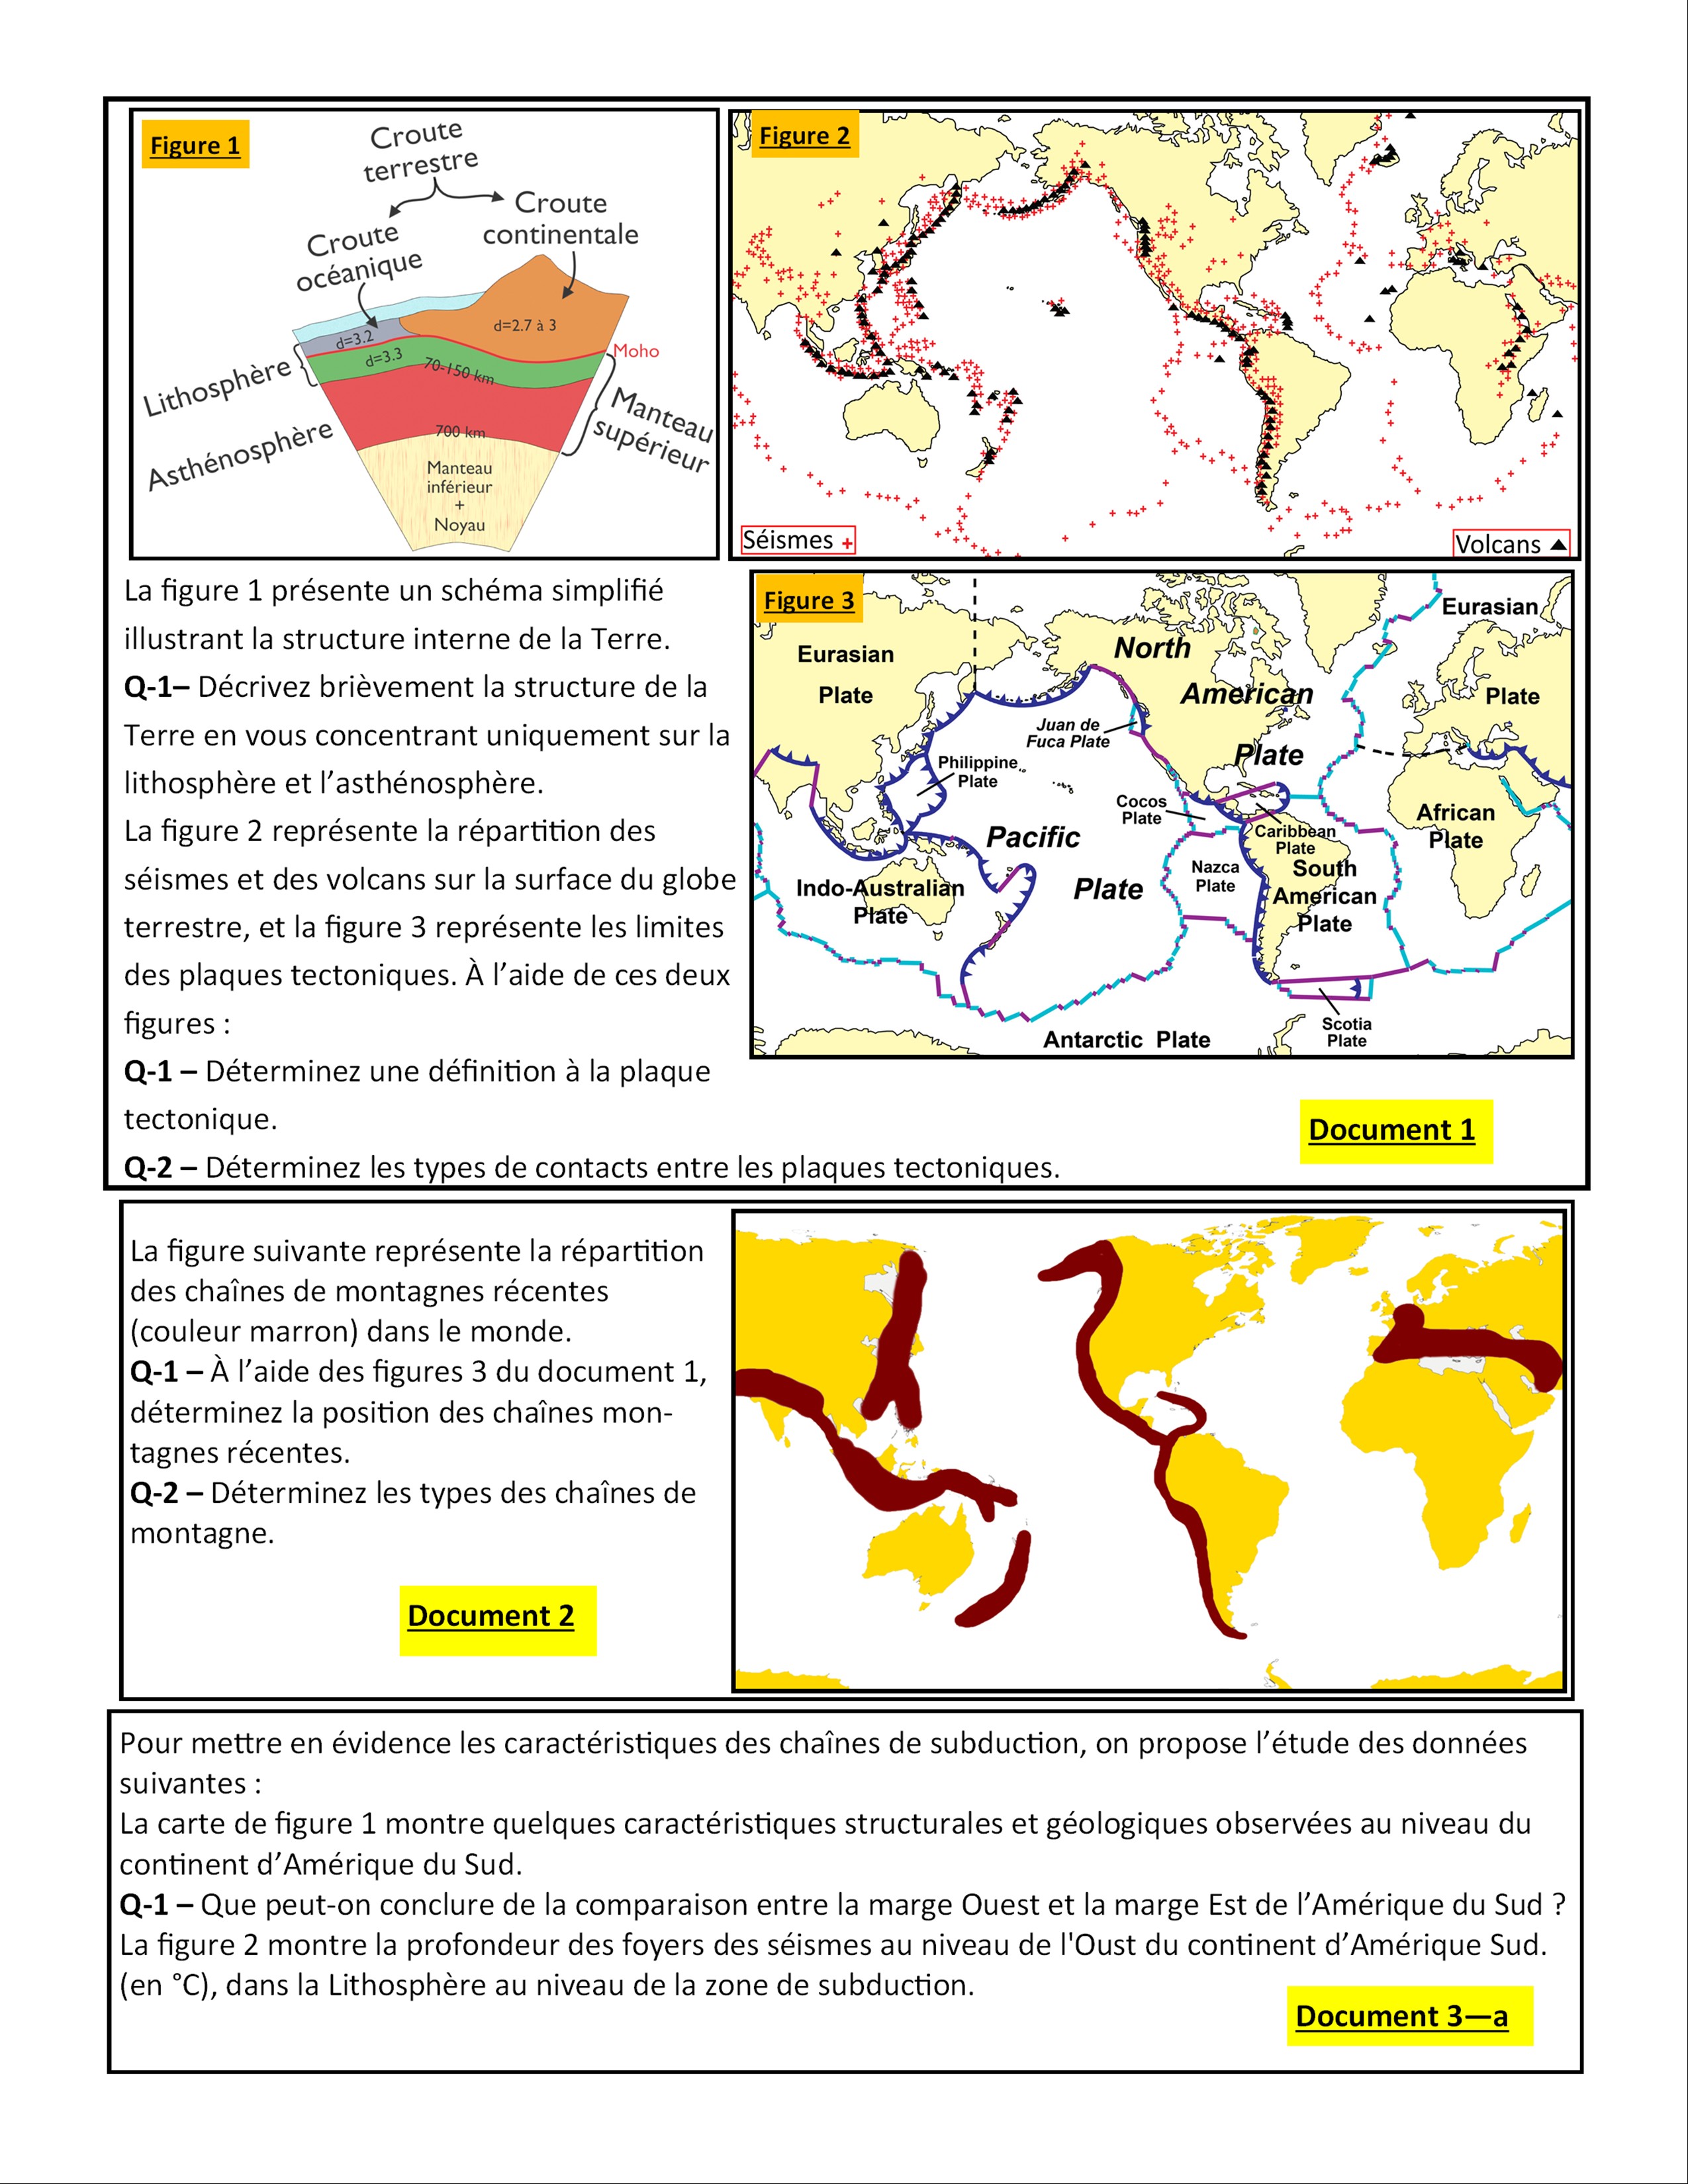 Figure 1
Croute
terrestre
Croute
continentale
Croute
océanique
d=2.7 à 3
d=3.2
d=3.3
70-150 km
Moho
Lithosphère
Asthénosphère
Manteau
supérieur
700 km
Manteau
inférieur
+
Noyau
Figure 2
Séismes +
Volcans
La figure 1 présente un schéma simplifié
illustrant la structure interne de la Terre.
Q-1– Décrivez brièvement la structure de la
Terre en vous concentrant uniquement sur la
lithosphère et l’asthénosphère.
La figure 2 représente la répartition des
séismes et des volcans sur la surface du globe
terrestre, et la figure 3 représente les limites
des plaques tectoniques. À l’aide de ces deux
figures :
Q-1 – Déterminez une définition à la plaque
tectonique.
Q-2 – Déterminez les types de contacts entre les plaques tectoniques.
Figure 3
Eurasian
Plate
North
American
Plate
Eurasian
Plate
Juan de
Fuca Plate
Philippine
Plate
Cocos
Plate
Caribbean
Plate
African
Plate
Pacific
Plate
Nazca
Plate
South
American
Plate
Indo-Australian
Plate
Antarctic Plate
Scotia
Plate
Document 1
La figure suivante représente la répartition
des chaînes de montagnes récentes
(couleur marron) dans le monde.
Q-1 – À l’aide des figures 3 du document 1,
déterminez la position des chaînes mon-
tagnes récentes.
Q-2 – Déterminez les types des chaînes de
montagne.
Document 2
Pour mettre en évidence les caractéristiques des chaînes de subduction, on propose l’étude des données
suivantes :
La carte de figure 1 montre quelques caractéristiques structurales et géologiques observées au niveau du
continent d’Amérique du Sud.
Q-1 – Que peut-on conclure de la comparaison entre la marge Ouest et la marge Est de l’Amérique du Sud ?
La figure 2 montre la profondeur des foyers des séismes au niveau de l'Oust du continent d’Amérique Sud.
(en °C), dans la Lithosphère au niveau de la zone de subduction.
Document 3—a